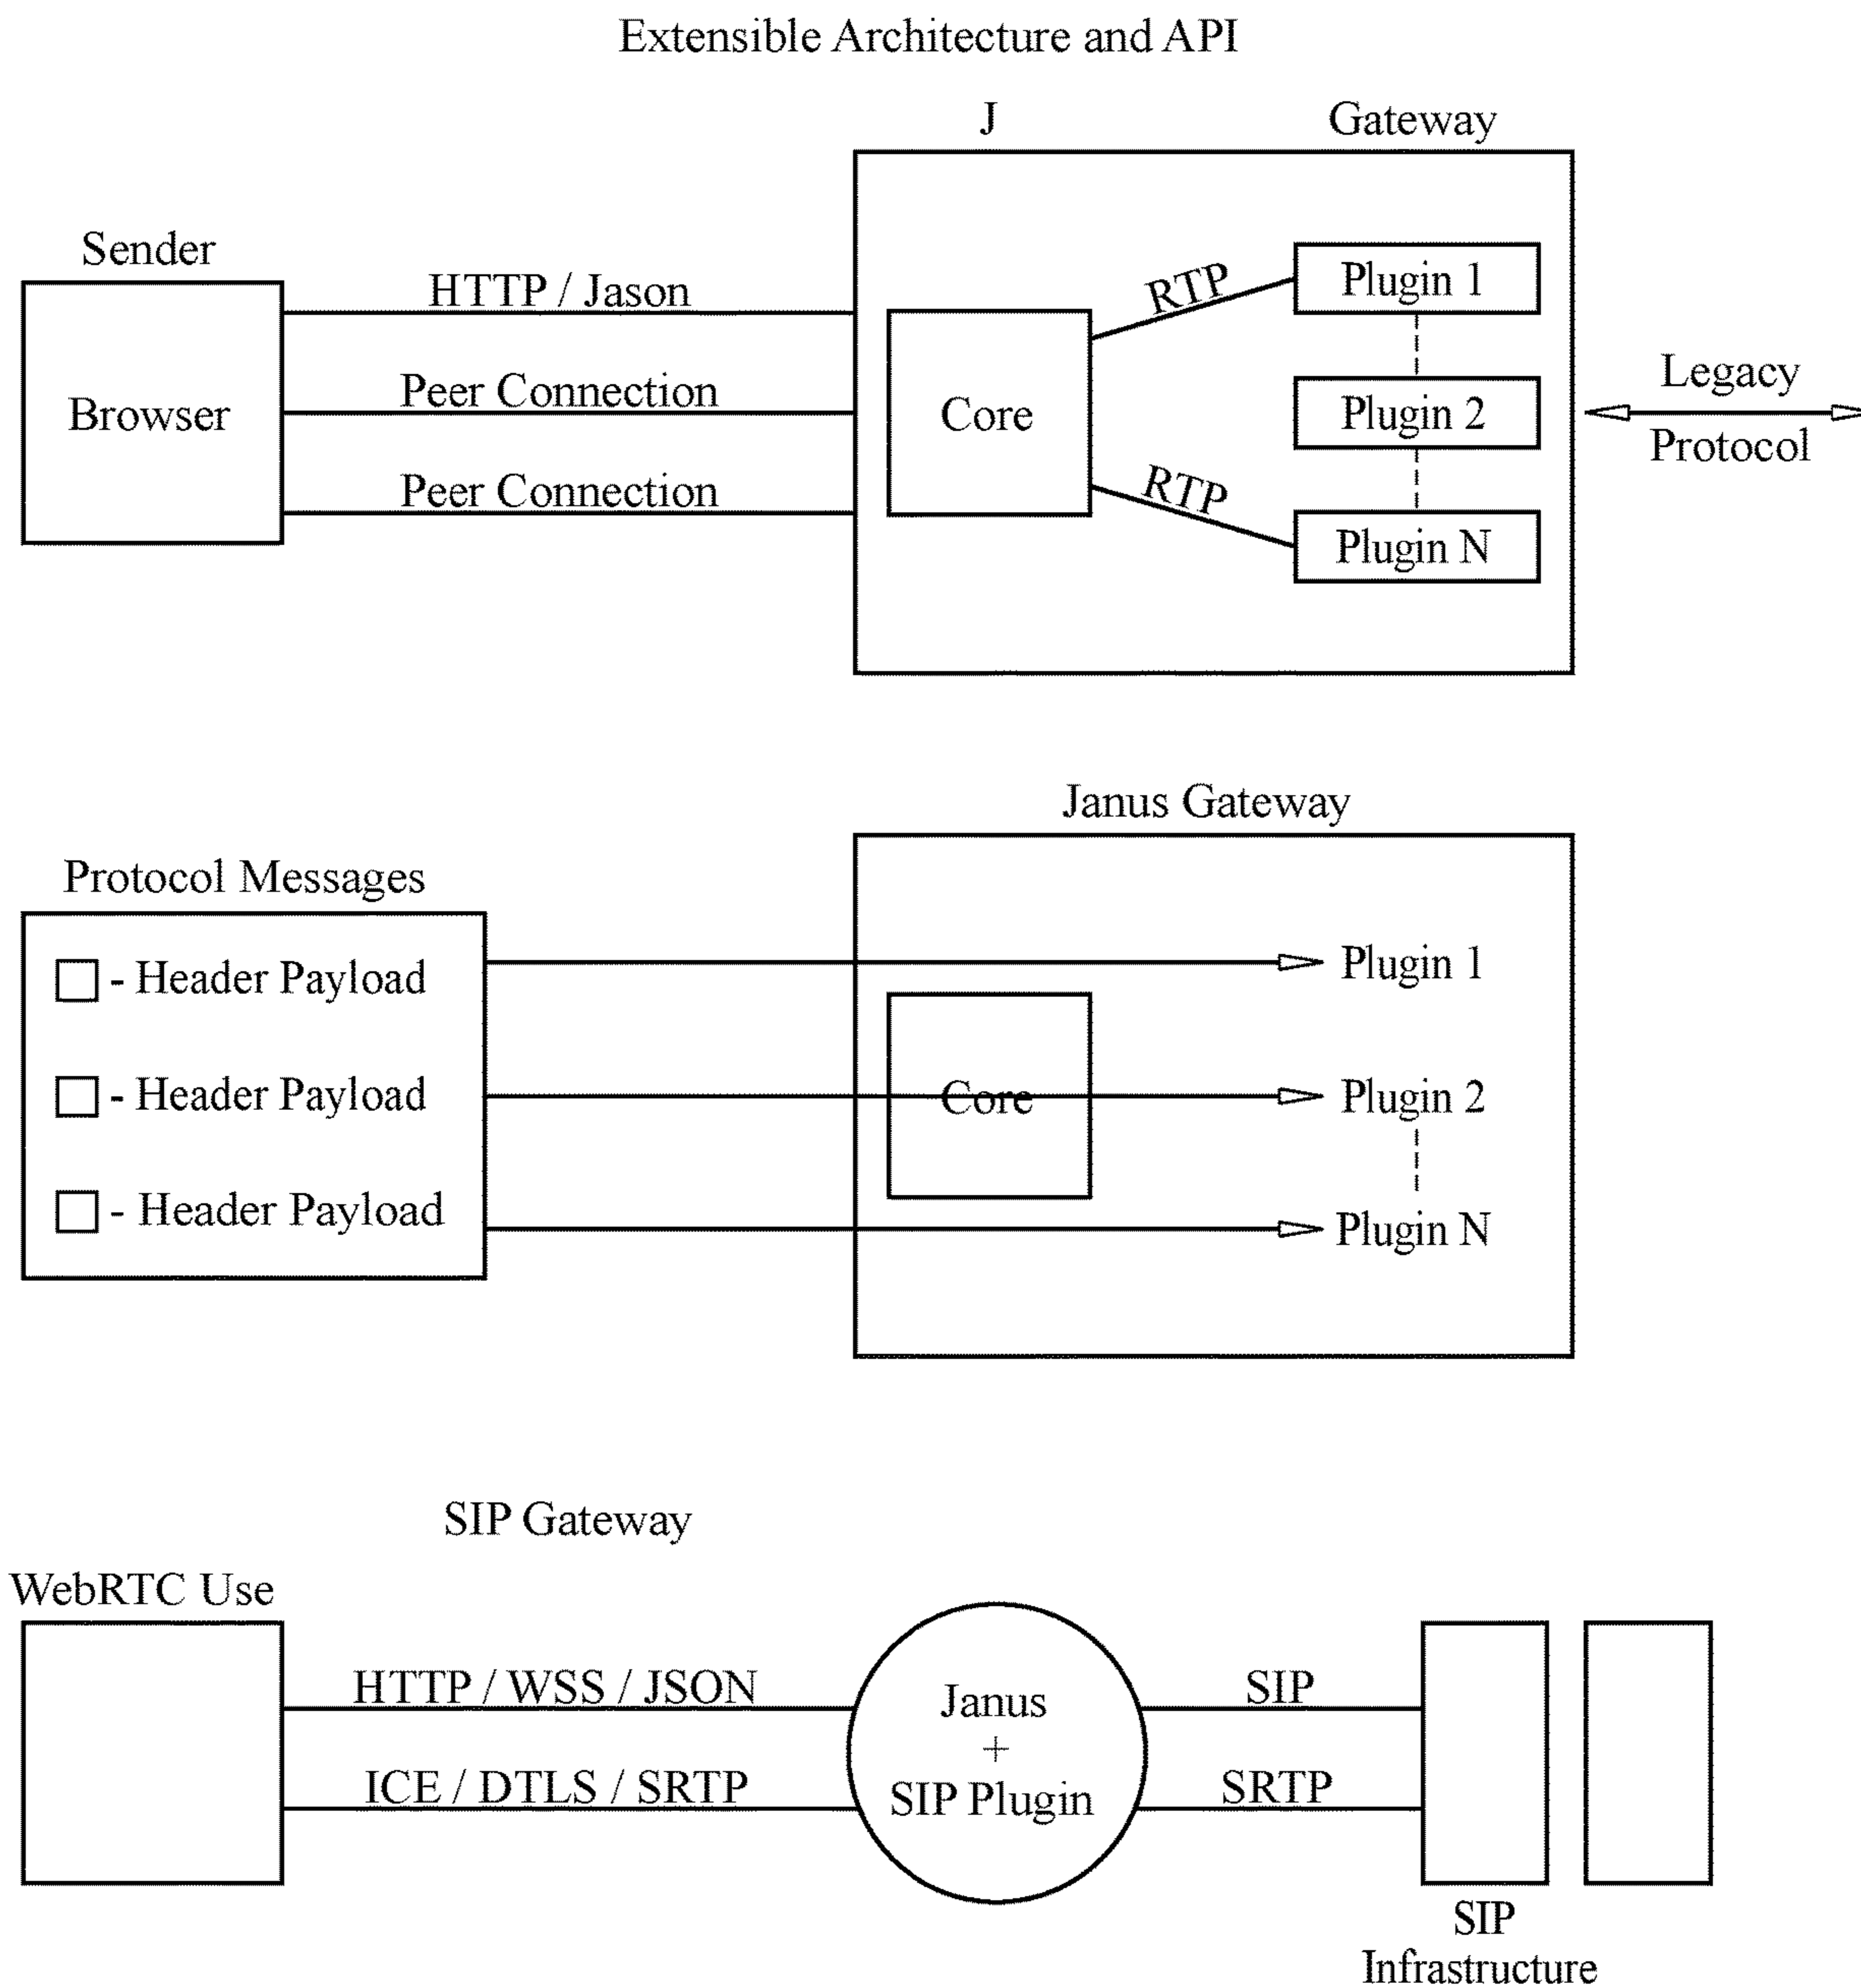 Extensible Architecture and API
J Gateway
Sender
HTTP / Jason
RTP
Plugin 1
Peer Connection
Legacy
Browser
Core
Plugin 2
Protocol
Peer Connection
RTP
Plugin N
Janus Gateway
Protocol Messages
- Header Payload
Plugin 1
- Header Payload
Core
Plugin 2
- Header Payload
Plugin N
SIP Gateway
WebRTC Use
HTTP / WSS / JSON
Janus
SIP
+
ICE / DTLS / SRTP
SIP Plugin
SRTP
SIP
Infrastructure